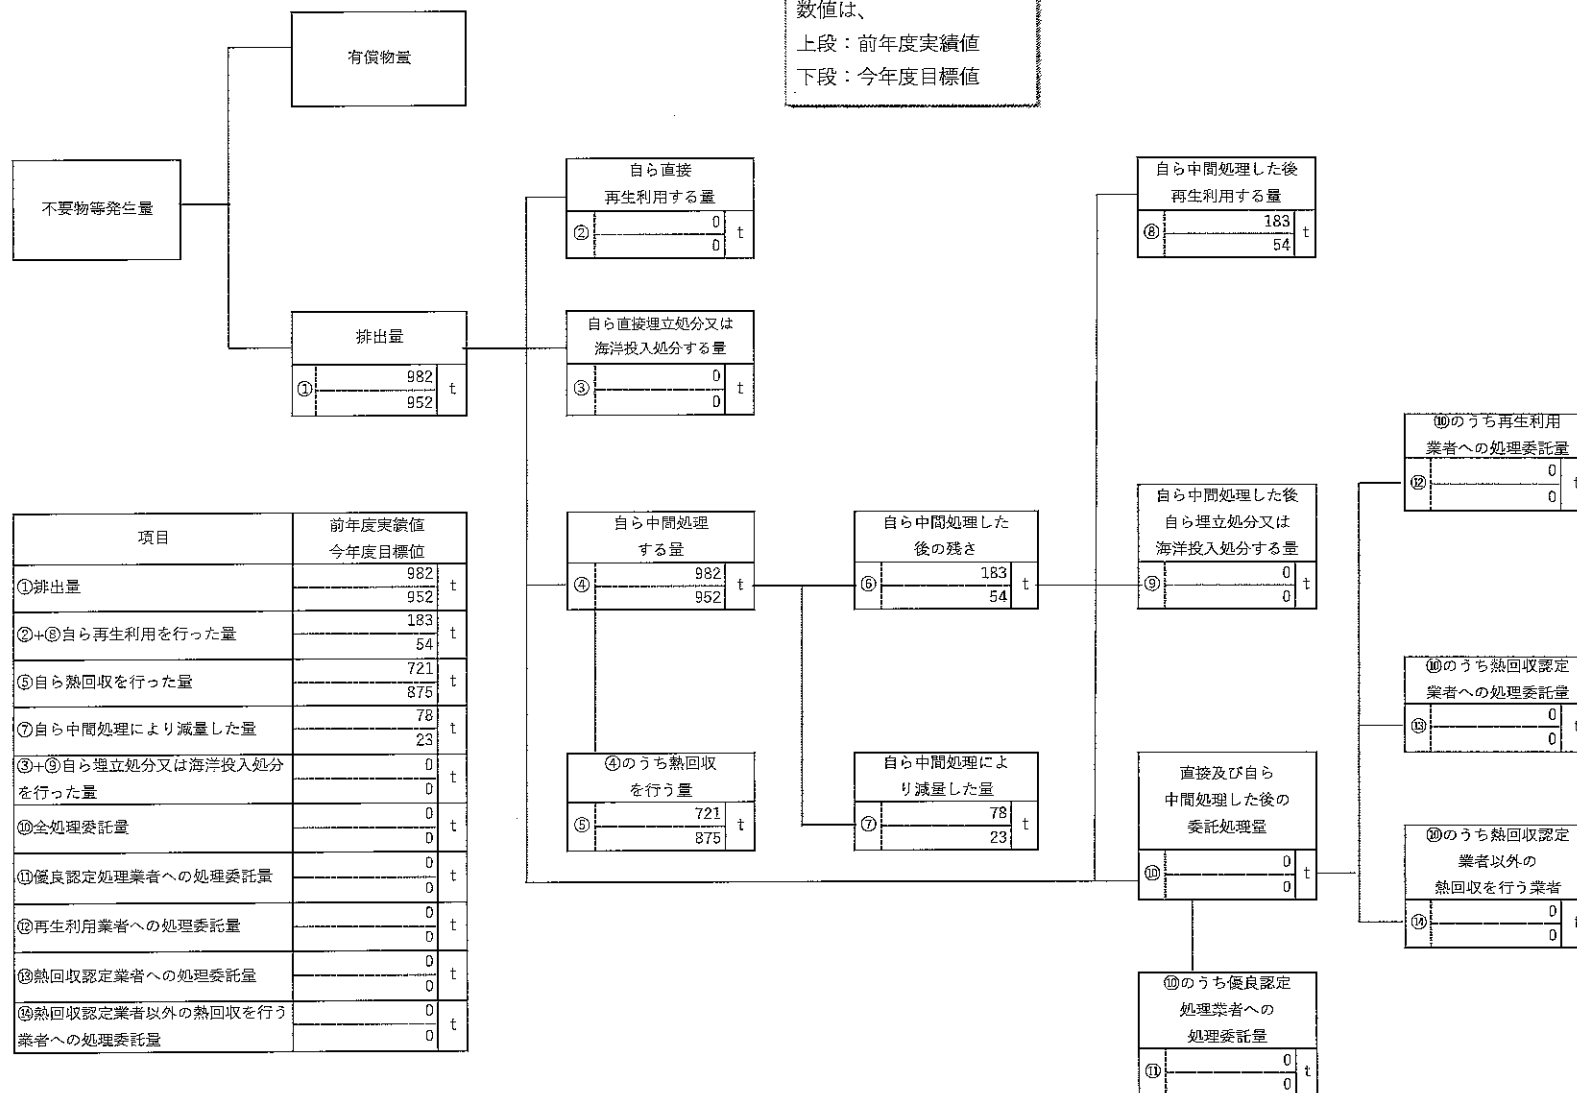 数値は、
上段：前年度実績値
下段：今年度目標値
有償物量
不要物等発生量
排出量
①
982
952
t
自ら直接
再生利用する量
②
0
0
t
自ら直接埋立処分又は
海洋投入処分する量
③
0
0
t
自ら中間処理
する量
④
982
952
t
④のうち熱回収
を行う量
⑤
721
875
t
自ら中間処理した
後の残さ
⑥
183
54
t
自ら中間処理によ
り減量した量
⑦
78
23
t
自ら中間処理した後
再生利用する量
⑧
183
54
t
自ら中間処理した後
自ら埋立処分又は
海洋投入処分する量
⑨
0
0
t
直接及び自ら
中間処理した後の
委託処理量
⑩
0
0
t
⑩のうち優良認定
処理業者への
処理委託量
⑪
0
0
t
⑩のうち再生利用
業者への処理委託量
⑫
0
0
t
⑩のうち熱回収認定
業者への処理委託量
⑬
0
0
t
⑩のうち熱回収認定
業者以外の
熱回収を行う業者
⑭
0
0
t
項目
前年度実績値
今年度目標値
①排出量
982
952
t
②+⑧自ら再生利用を行った量
183
54
t
⑤自ら熱回収を行った量
721
875
t
⑦自ら中間処理により減量した量
78
23
t
③+⑨自ら埋立処分又は海洋投入処分
を行った量
0
0
t
⑩全処理委託量
0
0
t
⑪優良認定処理業者への処理委託量
0
0
t
⑫再生利用業者への処理委託量
0
0
t
⑬熱回収認定業者への処理委託量
0
0
t
⑭熱回収認定業者以外の熱回収を行う
業者への処理委託量
0
0
t